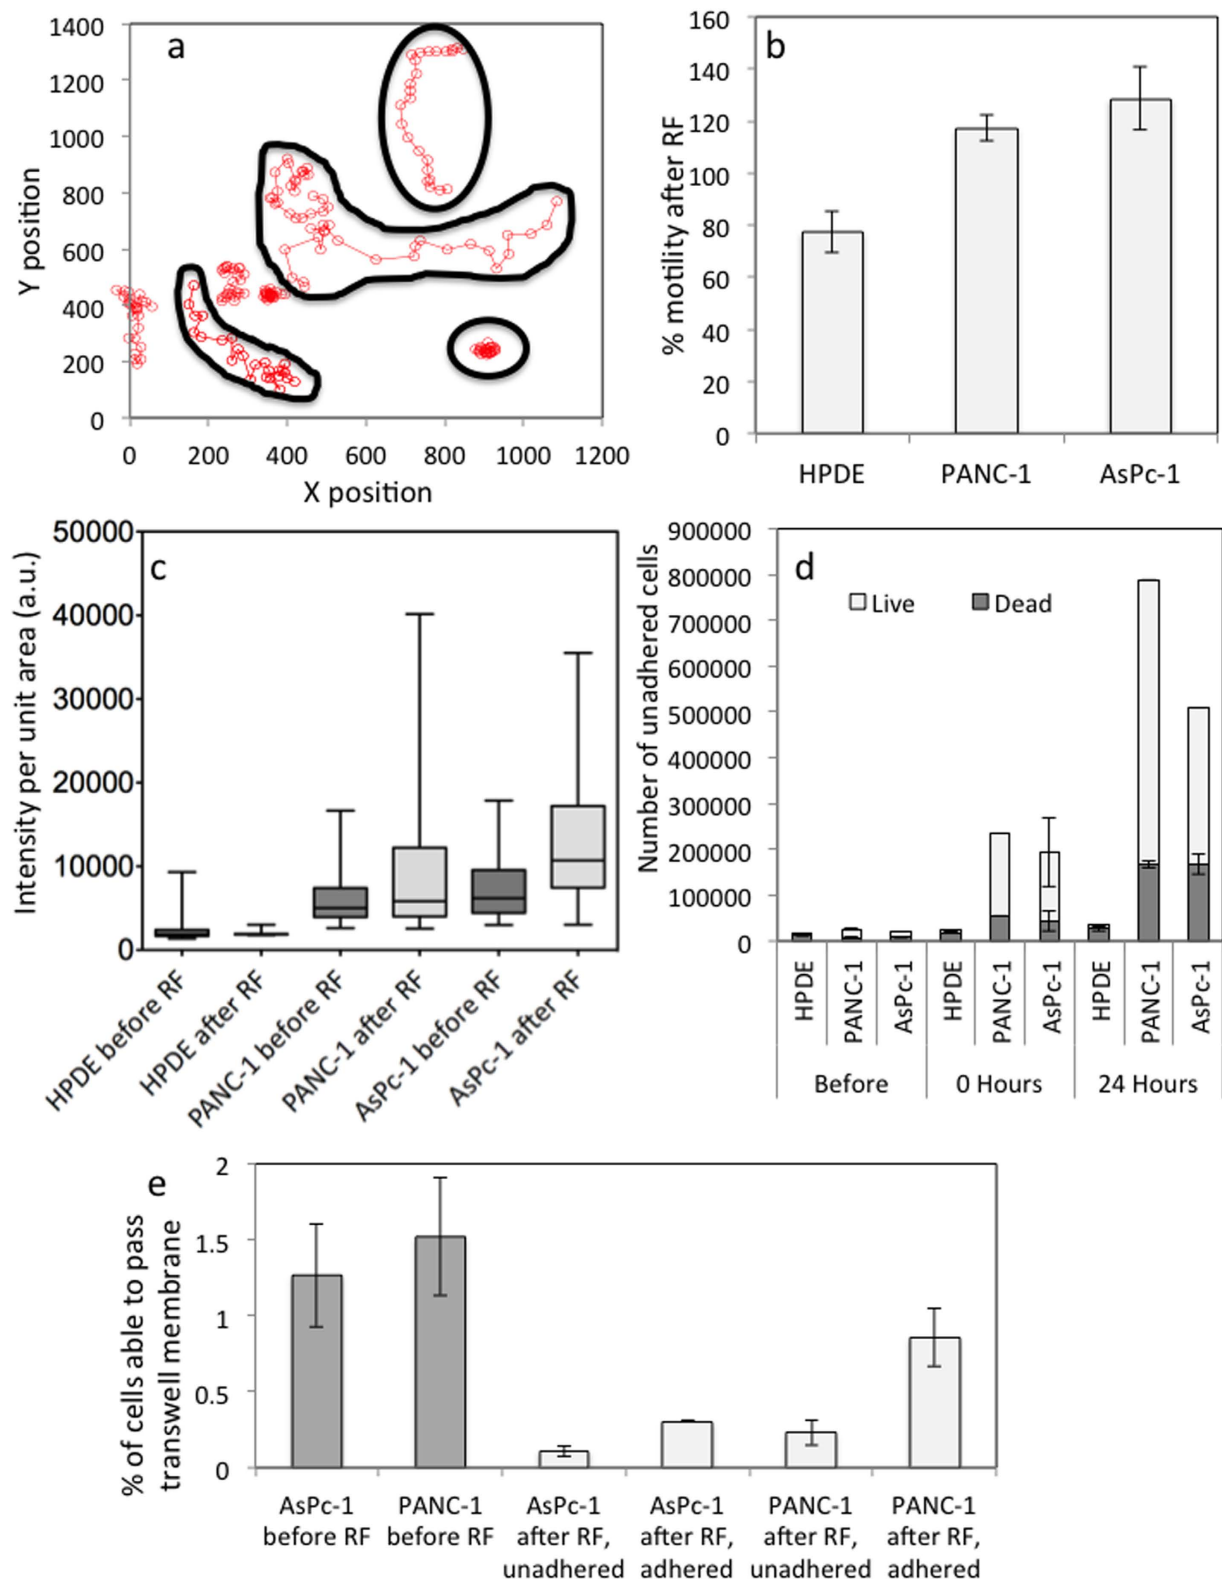 a
Y position
1400
1200
1000
800
600
400
200
0
0 200 400 600 800 1000 1200
X position
b
% motility after RF
160
140
120
100
80
60
40
20
0
HPDE PANC-1 AsPc-1
c
Intensity per unit area (a.u.)
50000
40000
30000
20000
10000
0
HPDE before RF
HPDE after RF
PANC-1 before RF
PANC-1 after RF
AsPc-1 before RF
AsPc-1 after RF
d
Number of unadhered cells
900000
800000
700000
600000
500000
400000
300000
200000
100000
0
Live Dead
HPDE
PANC-1
AsPc-1
HPDE
PANC-1
AsPc-1
HPDE
PANC-1
AsPc-1
Before 0 Hours 24 Hours
e
% of cells able to pass
transwell membrane
2
1.5
1
0.5
0
AsPc-1
before RF
PANC-1
before RF
AsPc-1
after RF,
unadhered
AsPc-1
after RF,
adhered
PANC-1
after RF,
unadhered
PANC-1
after RF,
adhered